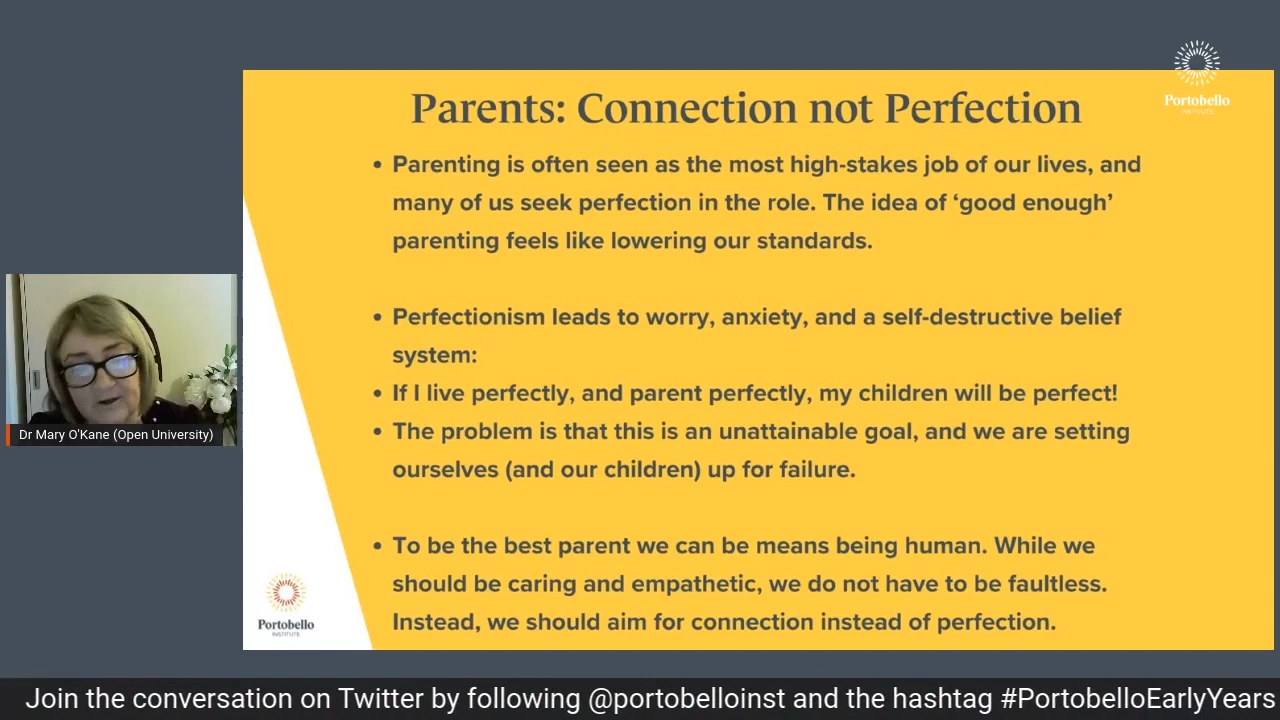 Portobello
INSTITUTE
Parents: Connection not Perfection
• Parenting is often seen as the most high-stakes job of our lives, and
many of us seek perfection in the role. The idea of ‘good enough’
parenting feels like lowering our standards.
• Perfectionism leads to worry, anxiety, and a self-destructive belief
system:
• If I live perfectly, and parent perfectly, my children will be perfect!
• The problem is that this is an unattainable goal, and we are setting
ourselves (and our children) up for failure.
• To be the best parent we can be means being human. While we
should be caring and empathetic, we do not have to be faultless.
Instead, we should aim for connection instead of perfection.
Dr Mary O'Kane (Open University)
Portobello
INSTITUTE
Join the conversation on Twitter by following @portobelloinst and the hashtag #PortobelloEarlyYears